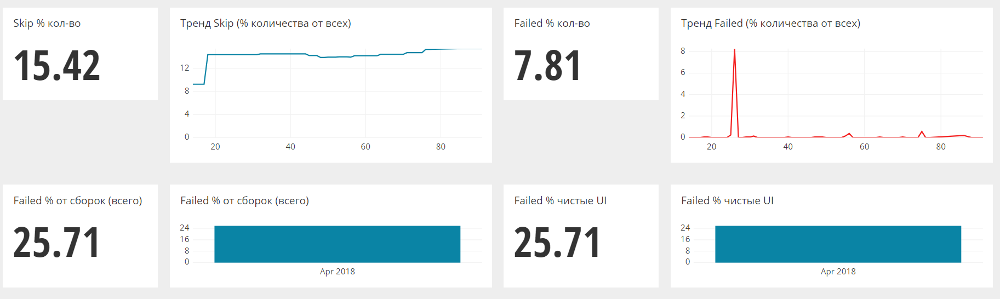 Skip % кол-во
15.42
Тренд Skip (% количества от всех)
12
8
4
0
20 40 60 80
Failed % кол-во
7.81
Тренд Failed (% количества от всех)
8
6
4
2
0
20 40 60 80
Failed % от сборок (всего)
25.71
Failed % от сборок (всего)
24
16
8
0
Apr 2018
Failed % чистые UI
25.71
Failed % чистые UI
24
16
8
0
Apr 2018